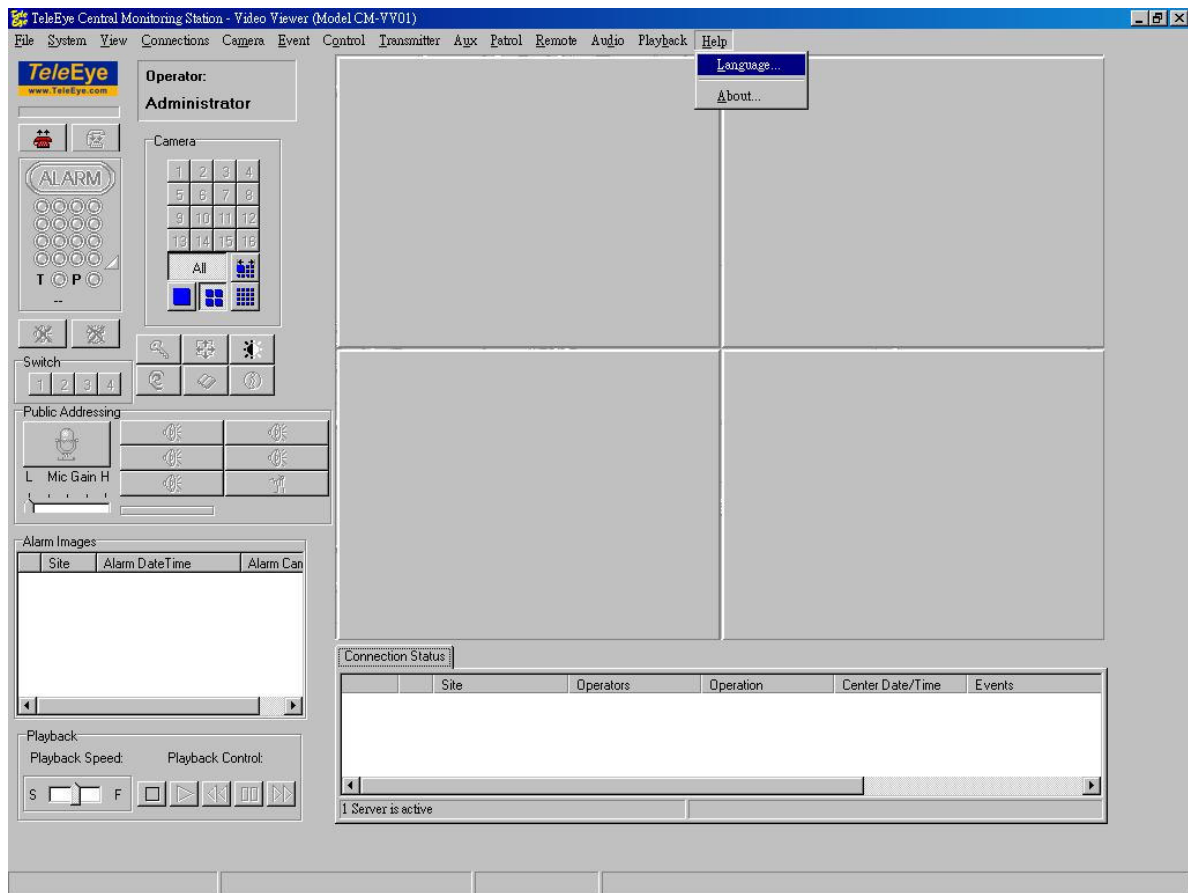 TeleEye Central Monitoring Station - Video Viewer (Model CM-VV01)
File System View Connections Camera Event Control Transmitter Aux Patrol Remote Audio Playback Help
Language...
About...
TeleEye
www.TeleEye.com
Operator:
Administrator
Camera
1 2 3 4
5 6 7 8
9 10 11 12
13 14 15 16
All
ALARM
T P
--
Switch
1 2 3 4
Public Addressing
L Mic Gain H
Alarm Images
Site Alarm DateTime Alarm Can
Connection Status
Site Operators Operation Center Date/Time Events
Playback
Playback Speed: Playback Control:
S F
1 Server is active